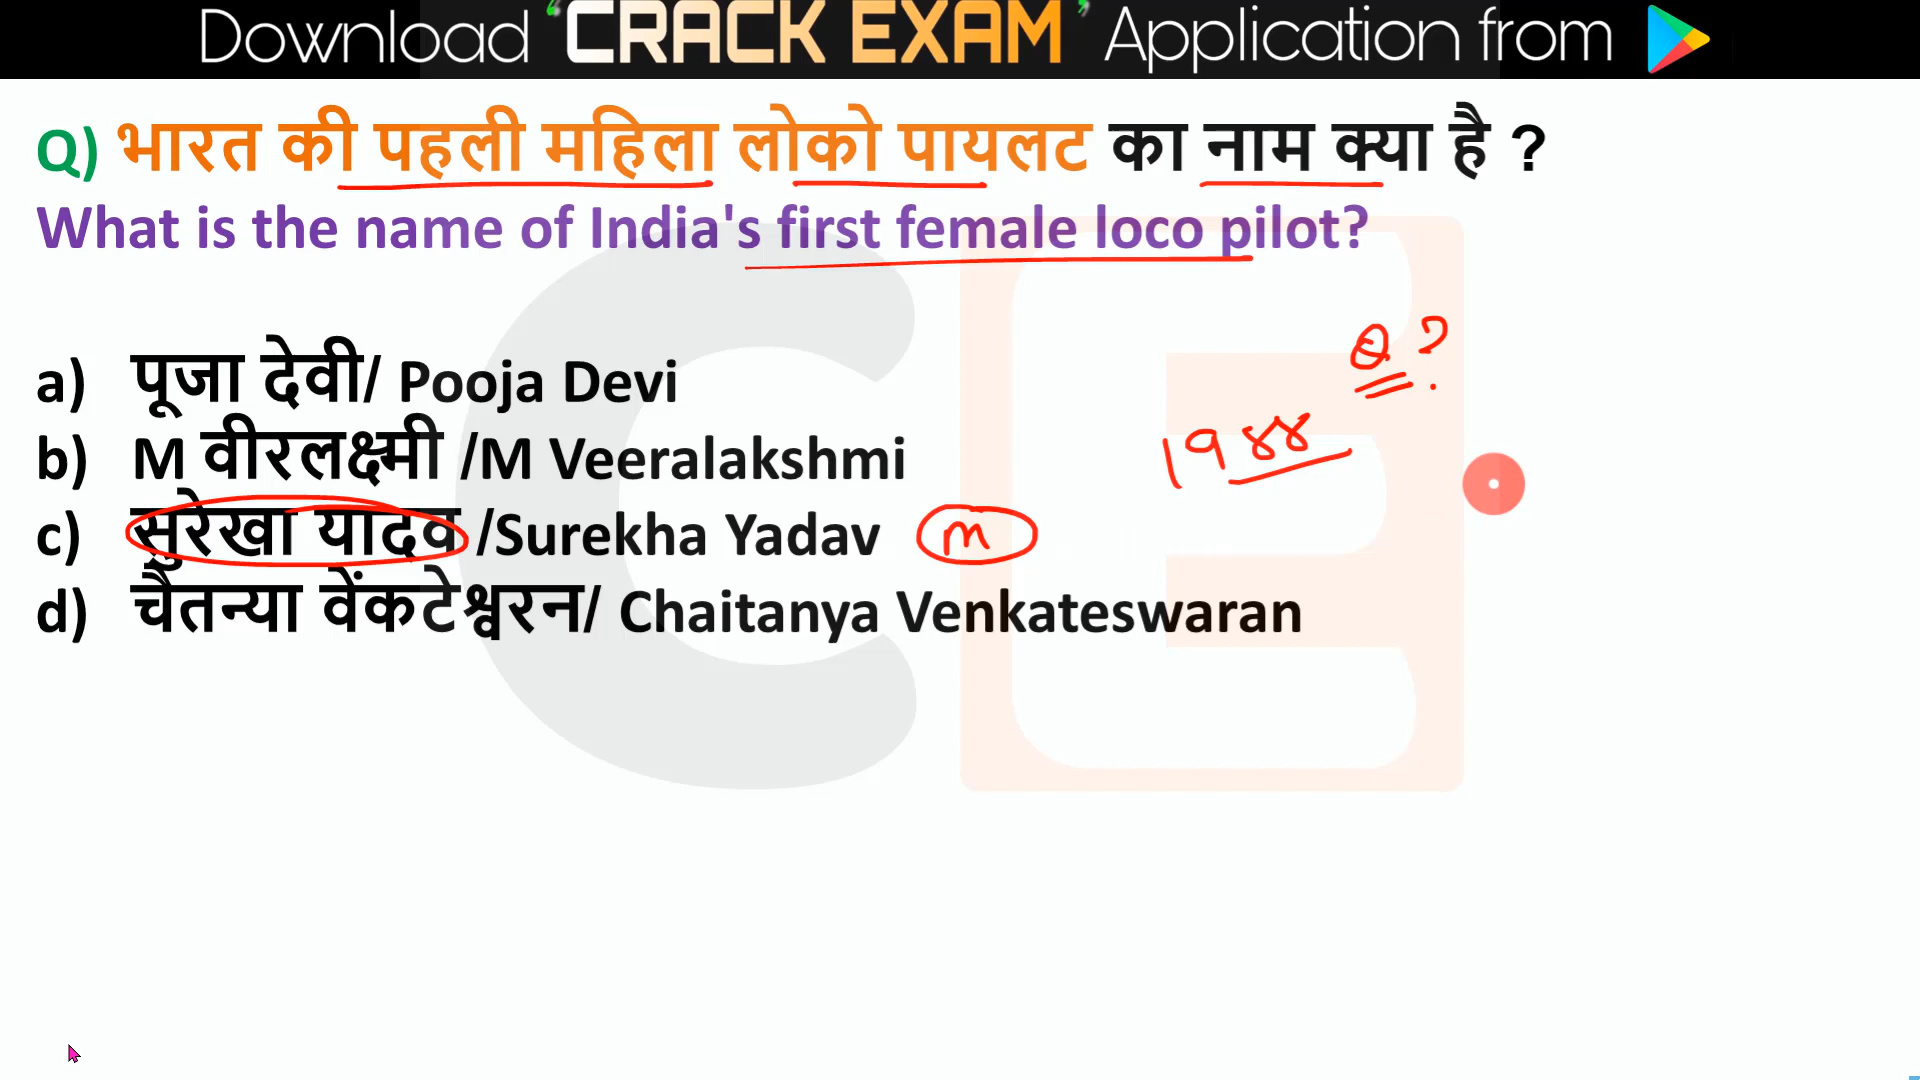 Download 'CRACK EXAM' Application from
Q) भारत की पहली महिला लोको पायलट का नाम क्या है ?
What is the name of India's first female loco pilot?
a) पूजा देवी/ Pooja Devi
b) M वीरलक्ष्मी /M Veeralakshmi
c) सुरेखा यादव /Surekha Yadav m
d) चैतन्या वेंकटेश्वरन/ Chaitanya Venkateswaran
CE